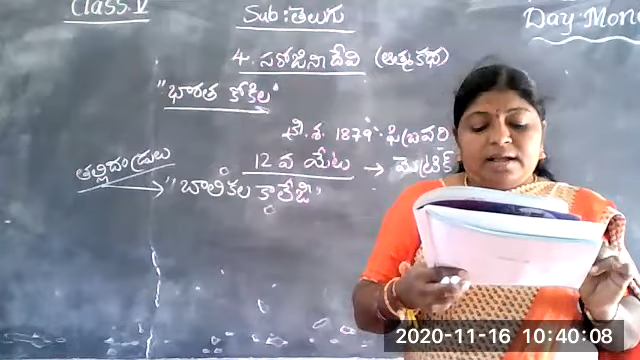 Class: V
Sub: తెలుగు
Day Mon
4. సరోజినీ దేవి (ఆత్మకథ)
"భారత కోకిల"
క్రీ.శ. 1879 ఫిబ్రవరి
12 వ యేట → మెట్రిక్
తల్లిదండ్రులు → "బాలికల కాలేజి"
2020-11-16 10:40:08